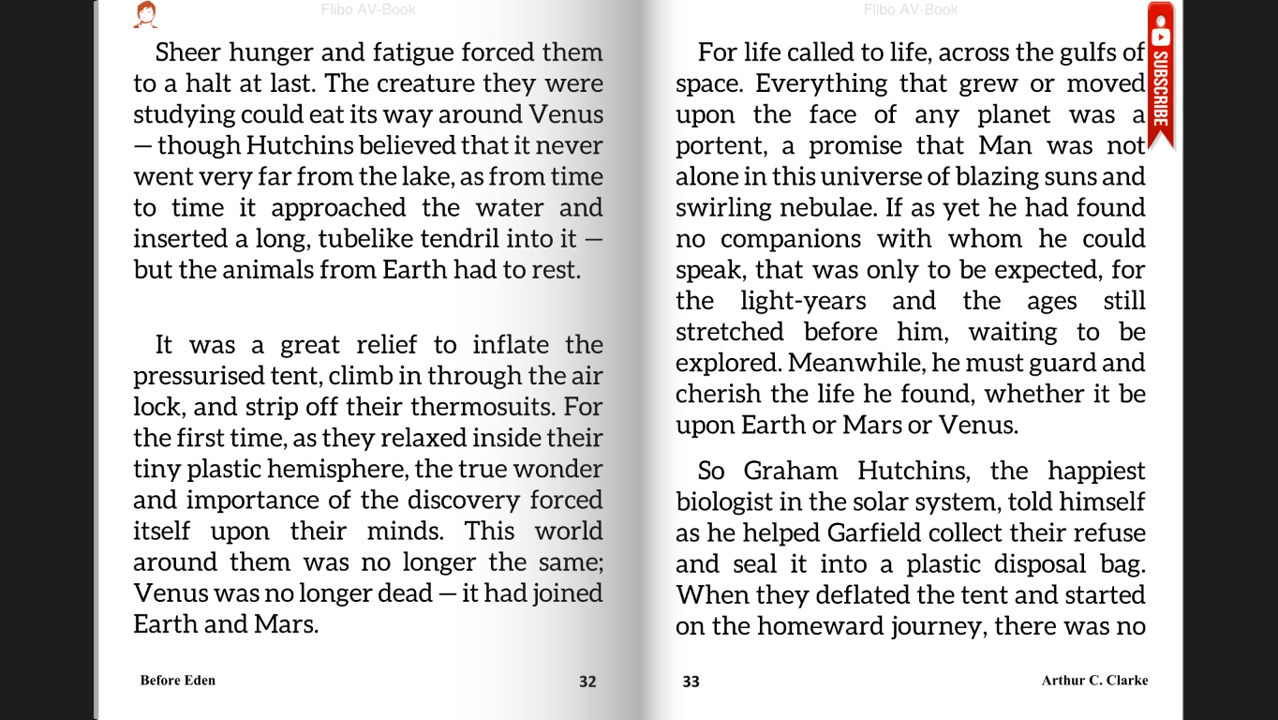 Flibo AV-Book
Sheer hunger and fatigue forced them
to a halt at last. The creature they were
studying could eat its way around Venus
— though Hutchins believed that it never
went very far from the lake, as from time
to time it approached the water and
inserted a long, tubelike tendril into it —
but the animals from Earth had to rest.
It was a great relief to inflate the
pressurised tent, climb in through the air
lock, and strip off their thermosuits. For
the first time, as they relaxed inside their
tiny plastic hemisphere, the true wonder
and importance of the discovery forced
itself upon their minds. This world
around them was no longer the same;
Venus was no longer dead — it had joined
Earth and Mars.
Before Eden
32
Flibo AV-Book
SUBSCRIBE
For life called to life, across the gulfs of
space. Everything that grew or moved
upon the face of any planet was a
portent, a promise that Man was not
alone in this universe of blazing suns and
swirling nebulae. If as yet he had found
no companions with whom he could
speak, that was only to be expected, for
the light-years and the ages still
stretched before him, waiting to be
explored. Meanwhile, he must guard and
cherish the life he found, whether it be
upon Earth or Mars or Venus.
So Graham Hutchins, the happiest
biologist in the solar system, told himself
as he helped Garfield collect their refuse
and seal it into a plastic disposal bag.
When they deflated the tent and started
on the homeward journey, there was no
33
Arthur C. Clarke